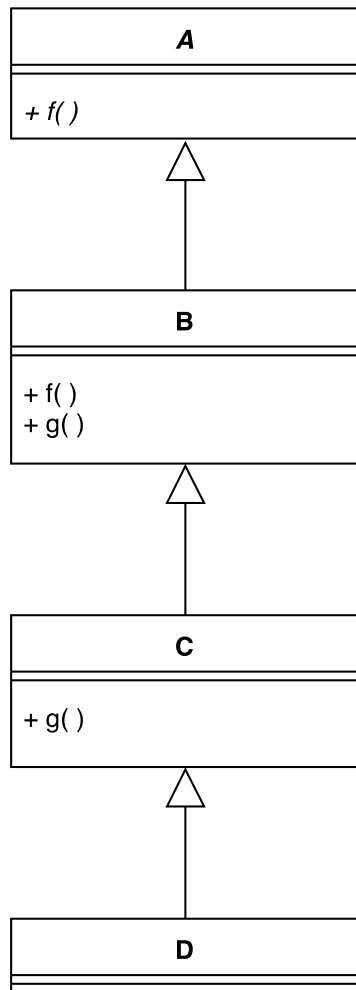 A
+ f( )
B
+ f( )
+ g( )
C
+ g( )
D